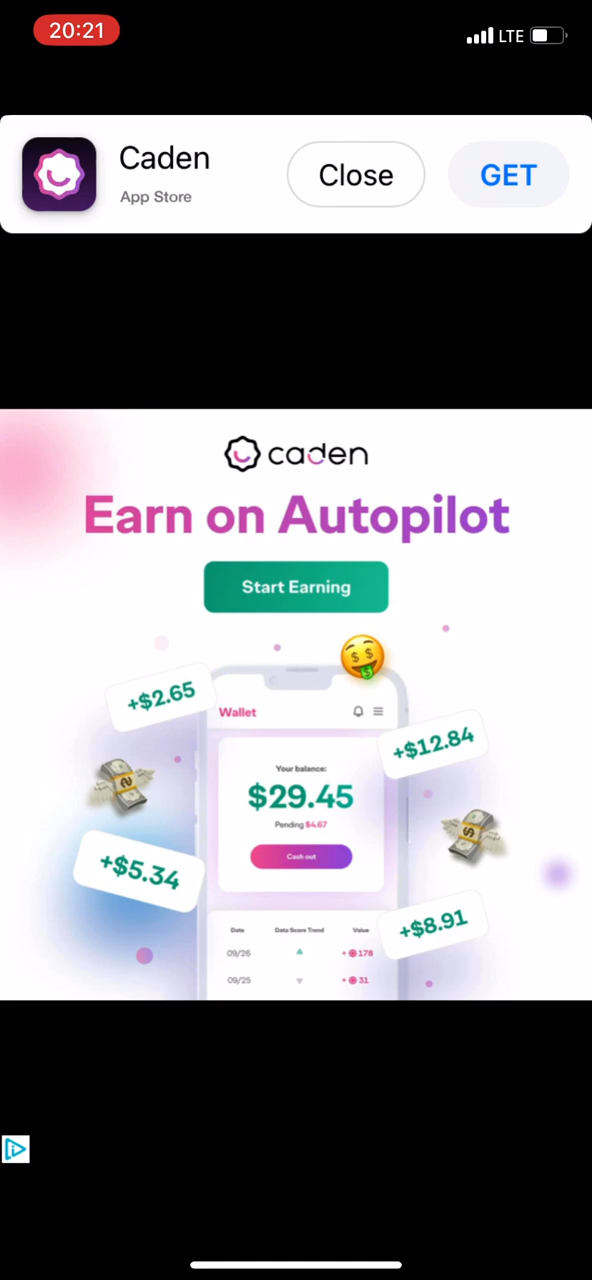 20:21
LTE
Caden
App Store
Close
GET
caden
Earn on Autopilot
Start Earning
+$2.65
Wallet
+$12.84
Your balance:
$29.45
Pending $4.67
Cash out
+$5.34
+$8.91
Date Data Score Trend Value
09/26 + 178
09/25 + 31